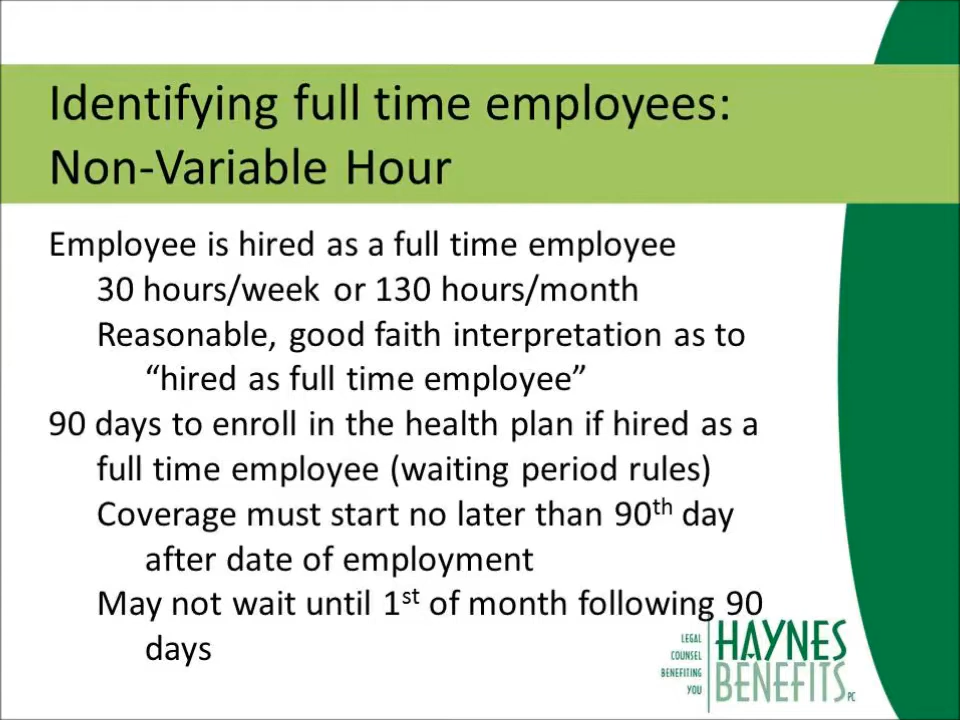 Identifying full time employees:
Non-Variable Hour
Employee is hired as a full time employee
30 hours/week or 130 hours/month
Reasonable, good faith interpretation as to
“hired as full time employee”
90 days to enroll in the health plan if hired as a
full time employee (waiting period rules)
Coverage must start no later than 90th day
after date of employment
May not wait until 1st of month following 90
days
LEGAL
COUNSEL
BENEFITING
YOU
HAYNES
BENEFITS PC